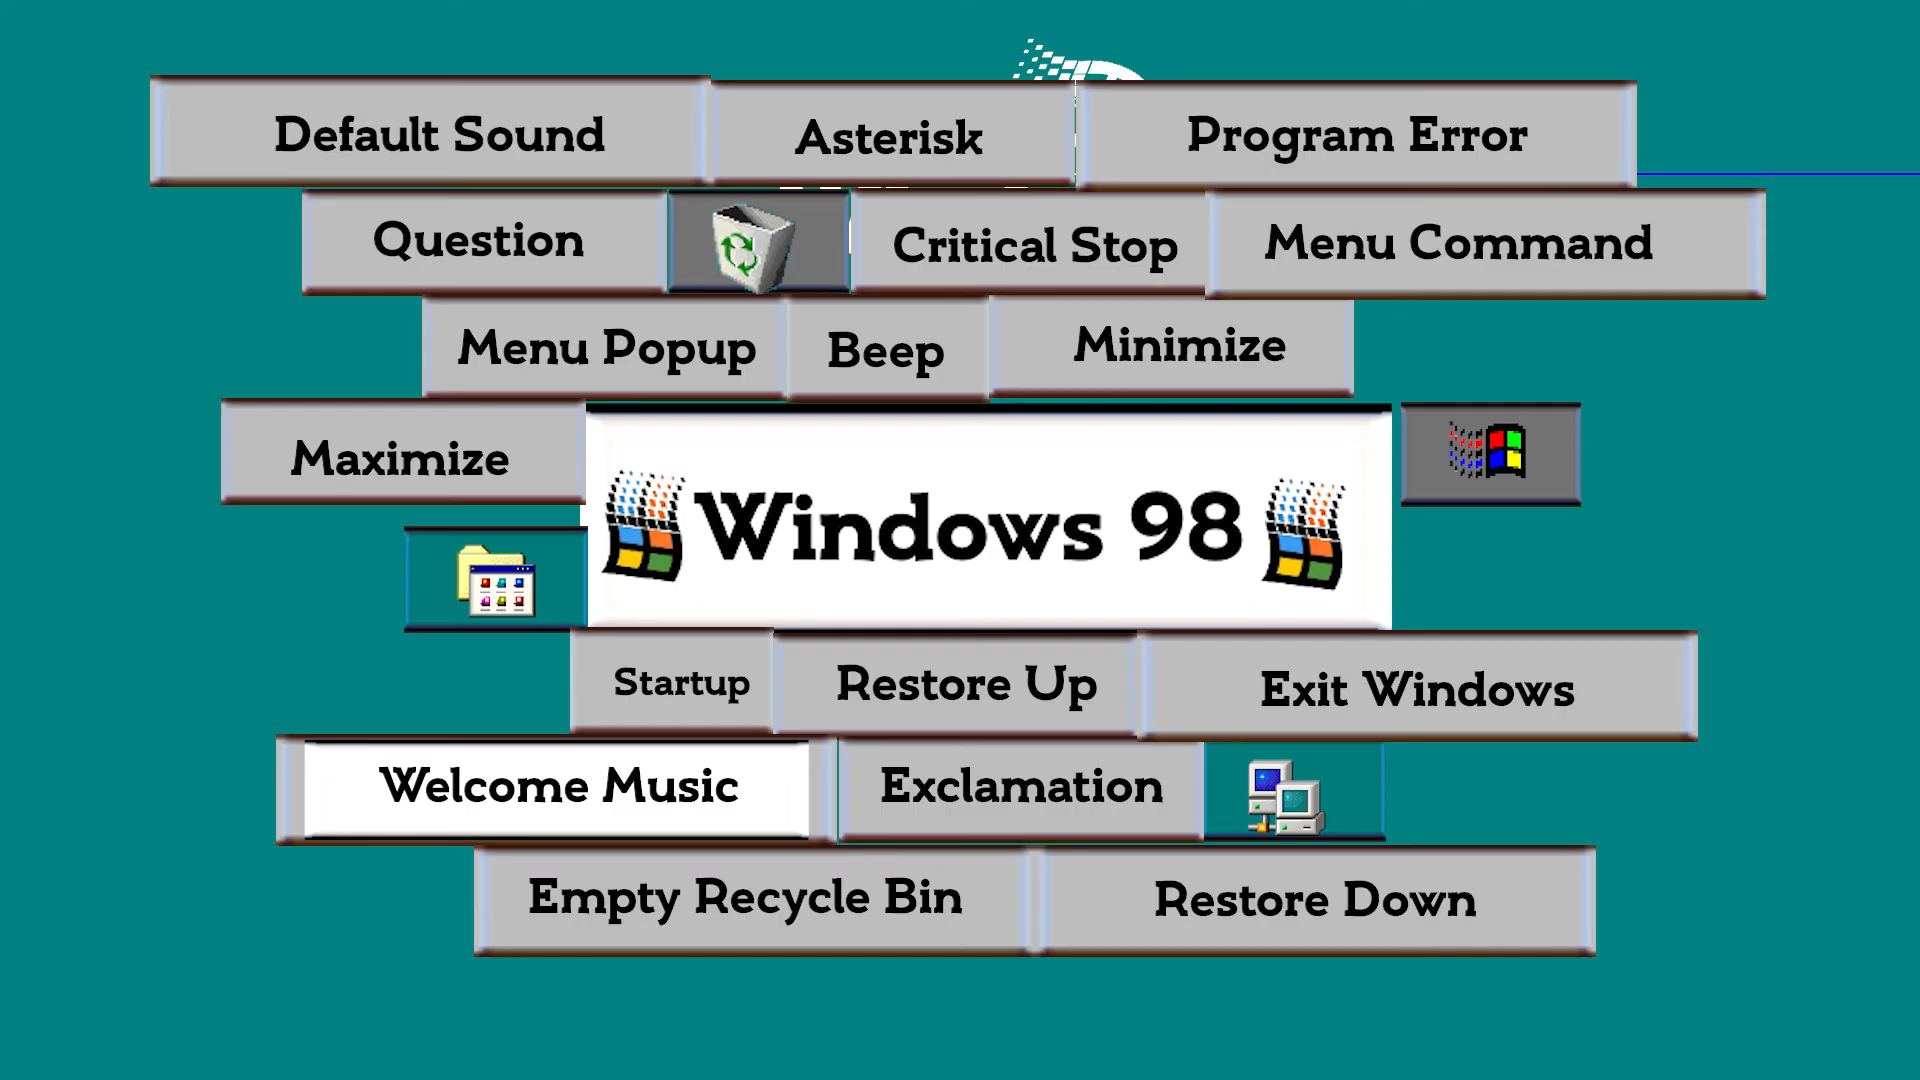 Default Sound
Asterisk
Program Error
Question
Critical Stop
Menu Command
Menu Popup
Beep
Minimize
Maximize
Windows 98
Startup
Restore Up
Exit Windows
Welcome Music
Exclamation
Empty Recycle Bin
Restore Down